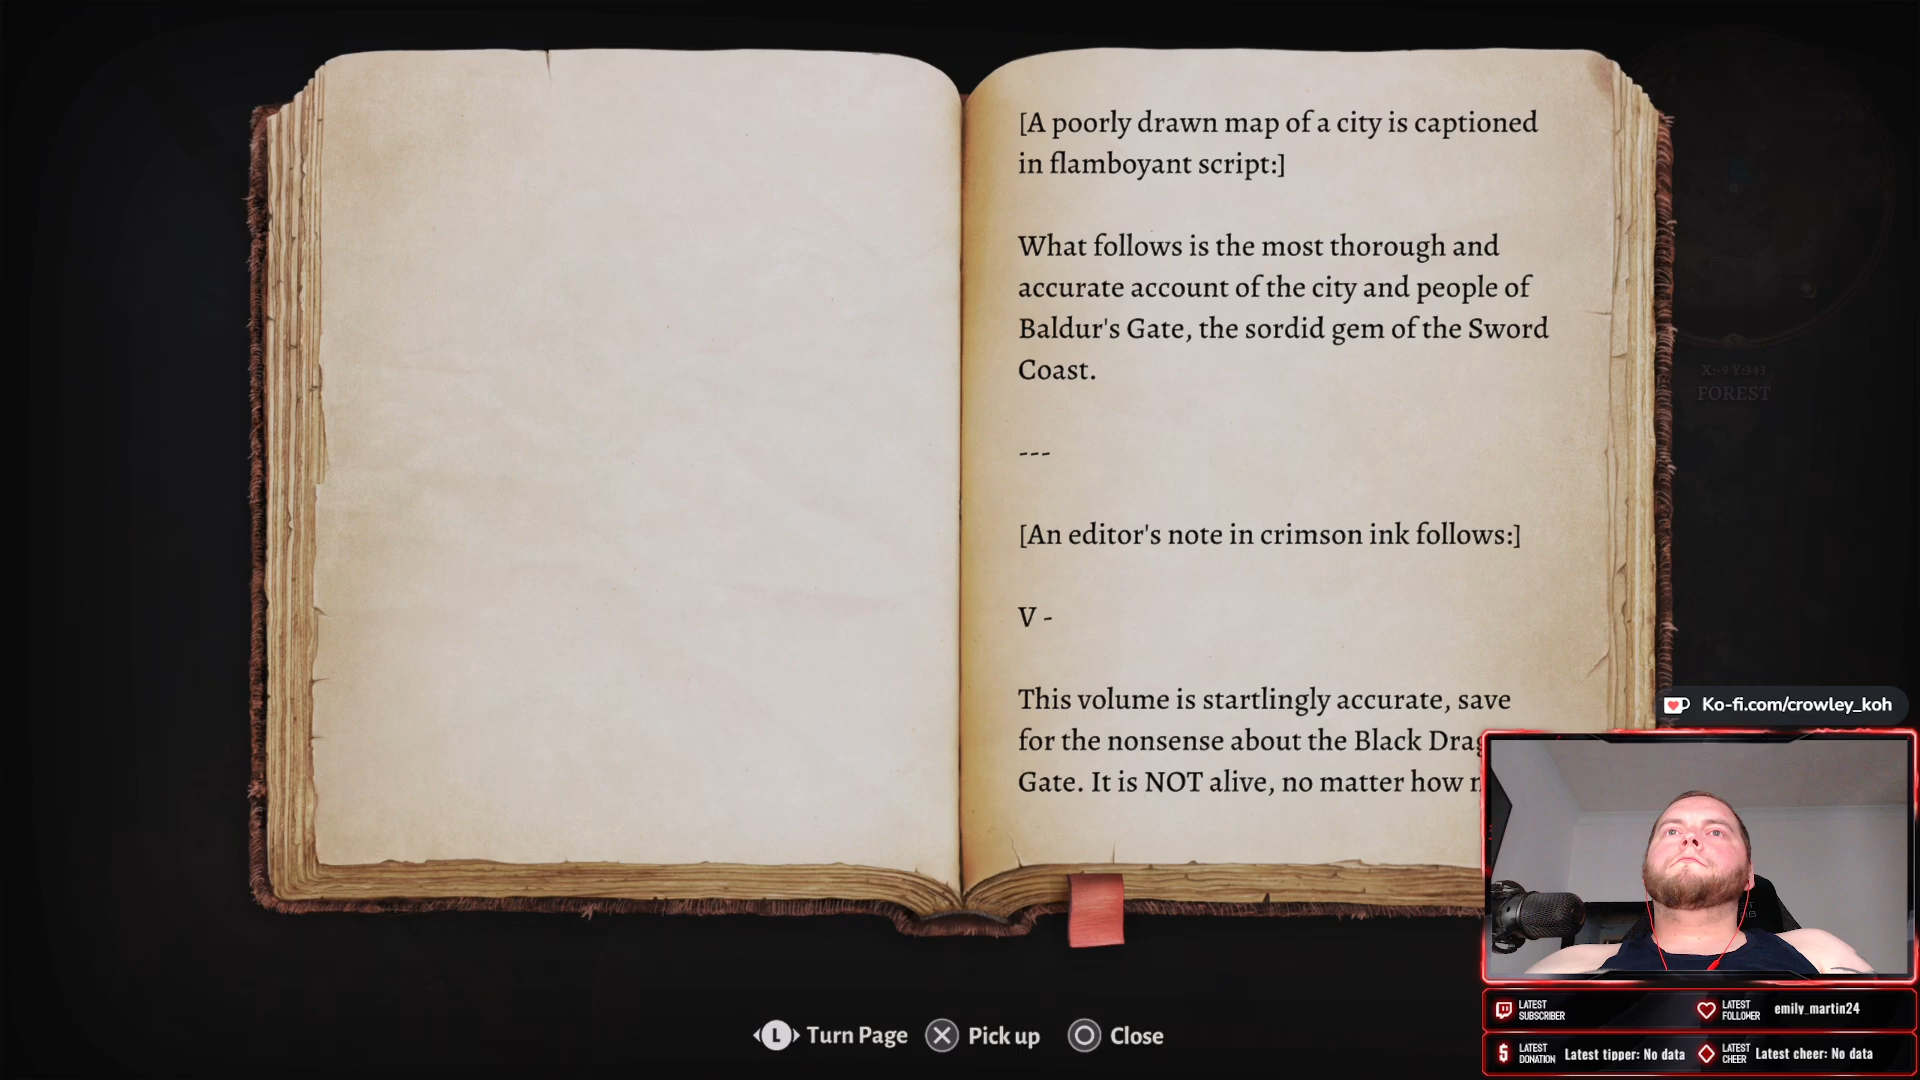 [A poorly drawn map of a city is captioned
in flamboyant script:]
What follows is the most thorough and
accurate account of the city and people of
Baldur's Gate, the sordid gem of the Sword
Coast.
---
[An editor's note in crimson ink follows:]
V -
This volume is startlingly accurate, save
for the nonsense about the Black
Gate. It is NOT alive, no matter how
X:-9 Y:343
FOREST
Ko-fi.com/crowley_koh
L Turn Page Pick up Close
LATEST SUBSCRIBER
LATEST FOLLOWER emily_martin24
LATEST DONATION Latest tipper: No data
LATEST CHEER Latest cheer: No data